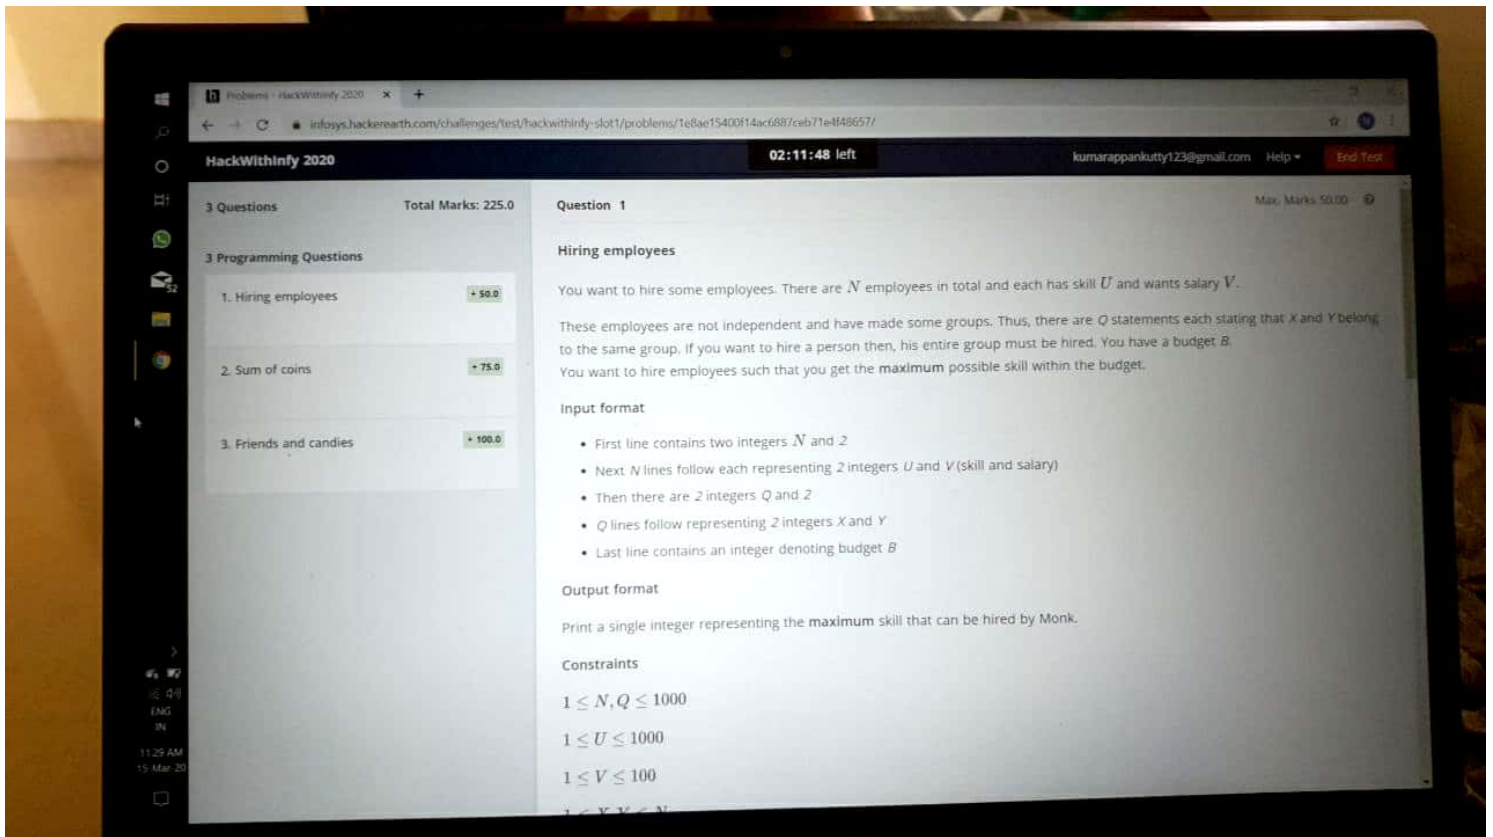 Problems - HackWithInfy 2020
infosys.hackerearth.com/challenges/test/hackwithinfy-slot1/problems/1e8ae15400f14ac6887ceb71e4f48657/
HackWithInfy 2020
02:11:48 left
kumarappankutty123@gmail.com Help End Test
3 Questions Total Marks: 225.0
Question 1
Max. Marks 50.00
3 Programming Questions
1. Hiring employees + 50.0
2. Sum of coins + 75.0
3. Friends and candies + 100.0
Hiring employees
You want to hire some employees. There are N employees in total and each has skill U and wants salary V.
These employees are not independent and have made some groups. Thus, there are Q statements each stating that X and Y belong
to the same group. If you want to hire a person then, his entire group must be hired. You have a budget B.
You want to hire employees such that you get the maximum possible skill within the budget.
Input format
• First line contains two integers N and 2
• Next N lines follow each representing 2 integers U and V (skill and salary)
• Then there are 2 integers Q and 2
• Q lines follow representing 2 integers X and Y
• Last line contains an integer denoting budget B
Output format
Print a single integer representing the maximum skill that can be hired by Monk.
Constraints
1 ≤ N, Q ≤ 1000
1 ≤ U ≤ 1000
1 ≤ V ≤ 100
52
ENG
IN
11:29 AM
15-Mar-20